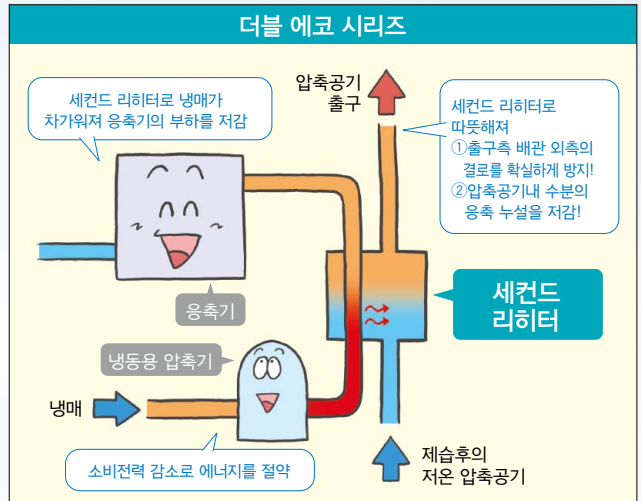 더블 에코 시리즈
세컨드 리히터로 냉매가
차가워져 응축기의 부하를 저감
압축공기
출구
세컨드 리히터로
따뜻해져
①출구측 배관 외측의
결로를 확실하게 방지!
②압축공기내 수분의
응축 누설을 저감!
응축기
세컨드
리히터
냉동용 압축기
냉매
소비전력 감소로 에너지를 절약
제습후의
저온 압축공기